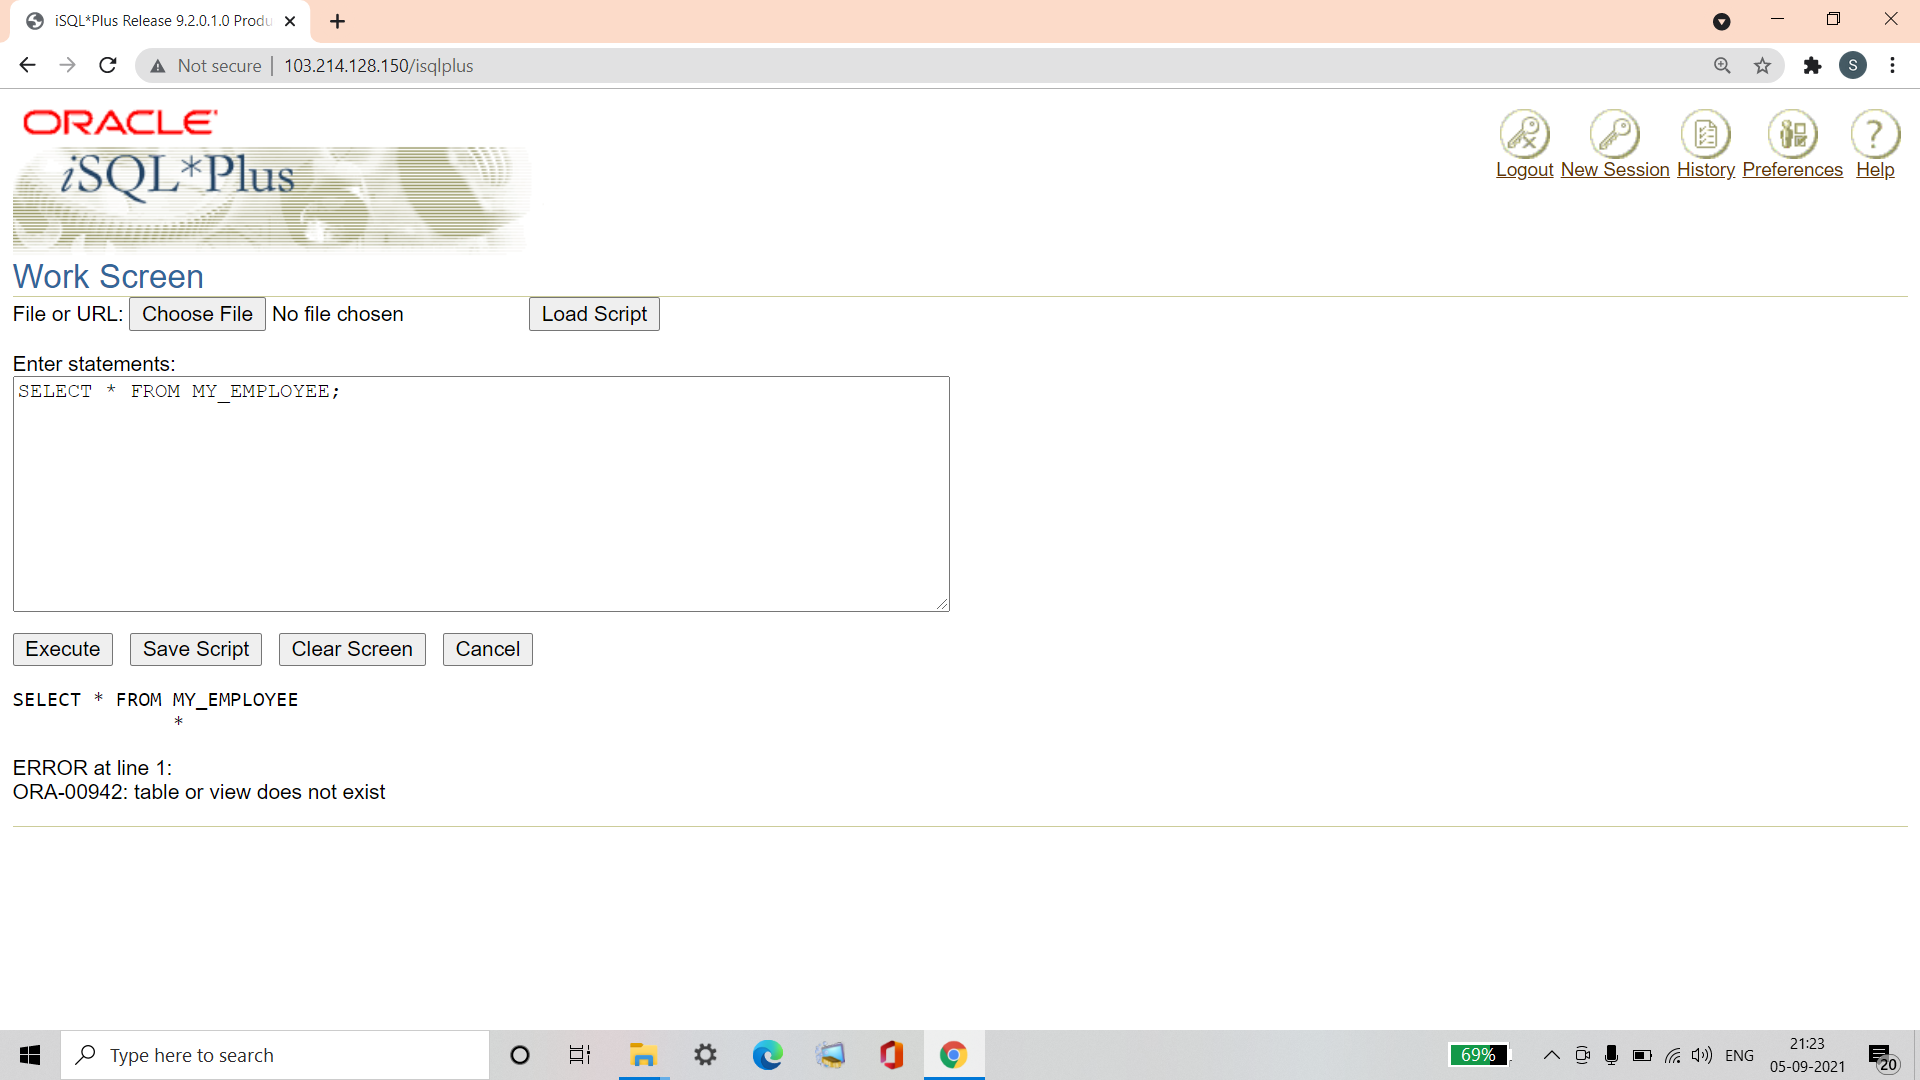 iSQL*Plus Release 9.2.0.1.0 Produ
Not secure | 103.214.128.150/isqlplus
S
ORACLE
iSQL*Plus
Logout New Session History Preferences Help
Work Screen
File or URL: Choose File No file chosen Load Script
Enter statements:
SELECT * FROM MY_EMPLOYEE;
Execute Save Script Clear Screen Cancel
SELECT * FROM MY_EMPLOYEE
*
ERROR at line 1:
ORA-00942: table or view does not exist
Type here to search
69%
ENG
21:23
05-09-2021
20